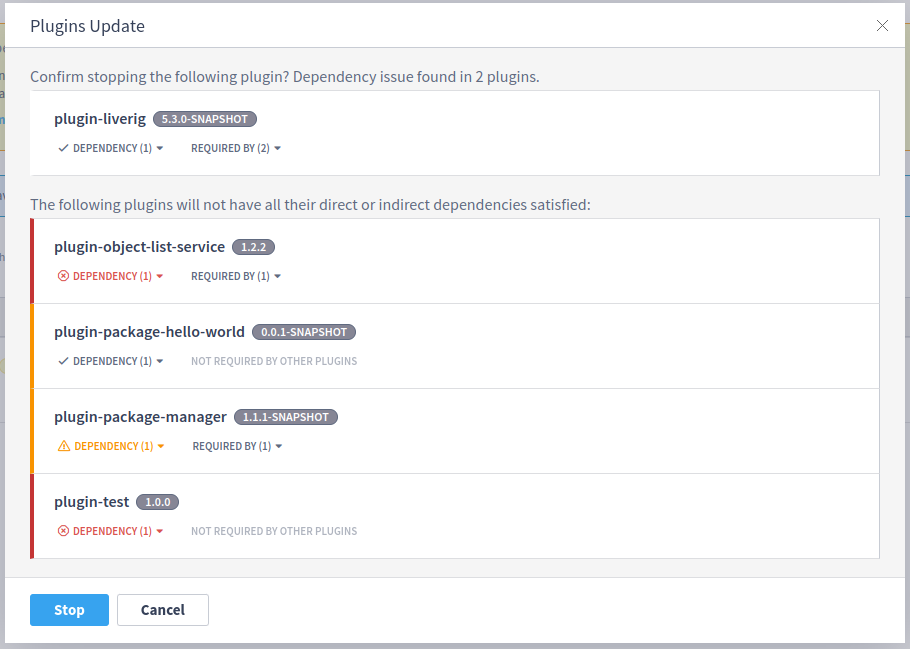 Plugins Update
Confirm stopping the following plugin? Dependency issue found in 2 plugins.
plugin-liverig 5.3.0-SNAPSHOT
DEPENDENCY (1) REQUIRED BY (2)
The following plugins will not have all their direct or indirect dependencies satisfied:
plugin-object-list-service 1.2.2
DEPENDENCY (1) REQUIRED BY (1)
plugin-package-hello-world 0.0.1-SNAPSHOT
DEPENDENCY (1) NOT REQUIRED BY OTHER PLUGINS
plugin-package-manager 1.1.1-SNAPSHOT
DEPENDENCY (1) REQUIRED BY (1)
plugin-test 1.0.0
DEPENDENCY (1) NOT REQUIRED BY OTHER PLUGINS
Stop Cancel